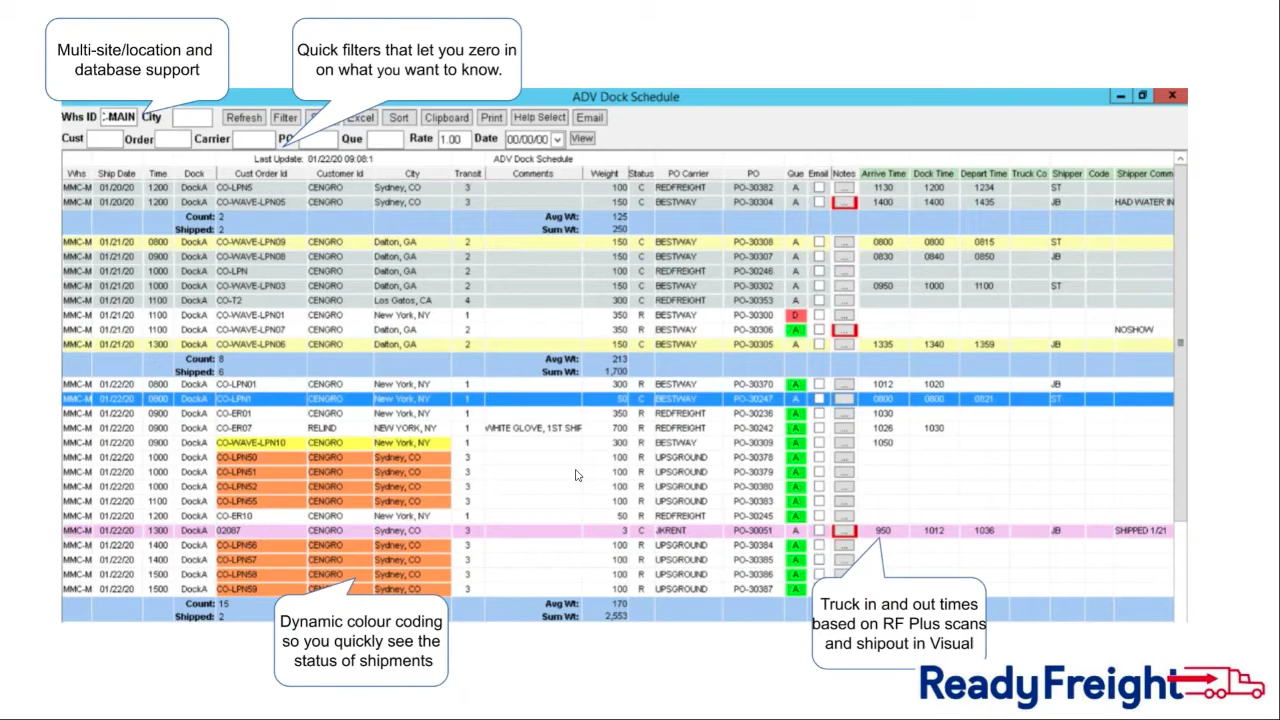 Multi-site/location and
database support
Quick filters that let you zero in
on what you want to know.
ADV Dock Schedule
Whs ID :-MAIN City Refresh Filter Excel Sort Clipboard Print Help Select Email
Cust Order Carrier PO Que Rate 1.00 Date 00/00/00 View
Last Update: 01/22/20 09:08:1 ADV Dock Schedule
Whs Ship Date Time Dock Cust Order Id Customer Id City Transit Comments Weight Status PO Carrier PO Que Email Notes Arrive Time Dock Time Depart Time Truck Co Shipper Code Shipper Comm
MMC-M 01/20/20 1200 DockA CO-LPN5 CENGRO Sydney, CO 3 100 C REDFREIGHT PO-30382 A ... 1130 1200 1234 ST
MMC-M 01/20/20 1400 DockA CO-WAVE-LPN05 CENGRO Sydney, CO 3 150 C BESTWAY PO-30304 A ... 1400 1400 1435 JB HAD WATER IN
Count: 2 Avg Wt: 125
Shipped: 2 Sum Wt: 250
MMC-M 01/21/20 0800 DockA CO-WAVE-LPN09 CENGRO Dalton, GA 2 150 C BESTWAY PO-30308 A ... 0800 0800 0815 ST
MMC-M 01/21/20 0900 DockA CO-WAVE-LPN08 CENGRO Dalton, GA 2 150 C BESTWAY PO-30307 A ... 0830 0840 0850 JB
MMC-M 01/21/20 1000 DockA CO-LPN CENGRO Dalton, GA 2 100 C REDFREIGHT PO-30246 A ...
MMC-M 01/21/20 1000 DockA CO-WAVE-LPN03 CENGRO Dalton, GA 2 150 C BESTWAY PO-30302 A ... 0950 1000 1100 ST
MMC-M 01/21/20 1100 DockA CO-T2 CENGRO Los Gatos, CA 4 300 C REDFREIGHT PO-30353 A ...
MMC-M 01/21/20 1100 DockA CO-WAVE-LPN01 CENGRO New York, NY 1 350 R BESTWAY PO-30300 D ...
MMC-M 01/21/20 1100 DockA CO-WAVE-LPN07 CENGRO Dalton, GA 2 350 R BESTWAY PO-30306 A ... NOSHOW
MMC-M 01/21/20 1300 DockA CO-WAVE-LPN06 CENGRO Dalton, GA 2 150 C BESTWAY PO-30305 A ... 1335 1340 1359 JB
Count: 8 Avg Wt: 213
Shipped: 6 Sum Wt: 1,700
MMC-M 01/22/20 0800 DockA CO-LPN01 CENGRO New York, NY 1 300 R BESTWAY PO-30370 A ... 1012 1020 JB
MMC-M 01/22/20 0800 DockA CO-LPN1 CENGRO New York, NY 1 50 C BESTWAY PO-30247 A ... 0800 0800 0821 ST
MMC-M 01/22/20 0900 DockA CO-ER01 CENGRO New York, NY 1 350 R REDFREIGHT PO-30236 A ... 1030
MMC-M 01/22/20 0900 DockA CO-ER07 RELIND NEW YORK, NY 1 WHITE GLOVE, 1ST SHIF 700 R REDFREIGHT PO-30242 A ... 1026 1030
MMC-M 01/22/20 0900 DockA CO-WAVE-LPN10 CENGRO New York, NY 1 300 R BESTWAY PO-30309 A ... 1050
MMC-M 01/22/20 1000 DockA CO-LPN50 CENGRO Sydney, CO 3 100 R UPSGROUND PO-30378 A ...
MMC-M 01/22/20 1000 DockA CO-LPN51 CENGRO Sydney, CO 3 100 R UPSGROUND PO-30379 A ...
MMC-M 01/22/20 1000 DockA CO-LPN52 CENGRO Sydney, CO 3 100 R UPSGROUND PO-30380 A ...
MMC-M 01/22/20 1100 DockA CO-LPN55 CENGRO Sydney, CO 3 100 R UPSGROUND PO-30383 A ...
MMC-M 01/22/20 1200 DockA CO-ER10 CENGRO New York, NY 1 50 R REDFREIGHT PO-30245 A ...
MMC-M 01/22/20 1300 DockA 02087 CENGRO Sydney, CO 3 3 C JKRENT PO-30051 A ... 950 1012 1036 JB SHIPPED 1/21
MMC-M 01/22/20 1400 DockA CO-LPN56 CENGRO Sydney, CO 3 100 R UPSGROUND PO-30384 A ...
MMC-M 01/22/20 1400 DockA CO-LPN57 CENGRO Sydney, CO 3 100 R UPSGROUND PO-30385 A
MMC-M 01/22/20 1500 DockA CO-LPN58 CENGRO Sydney, CO 3 100 R UPSGROUND PO-30386 A
MMC-M 01/22/20 1500 DockA CO-LPN59 CENGRO Sydney, CO 3 100 R UPSGROUND PO-30387 A
Count: 15 Avg Wt: 170
Shipped: 2 Sum Wt: 2,553
Dynamic colour coding
so you quickly see the
status of shipments
Truck in and out times
based on RF Plus scans
and shipout in Visual
ReadyFreight